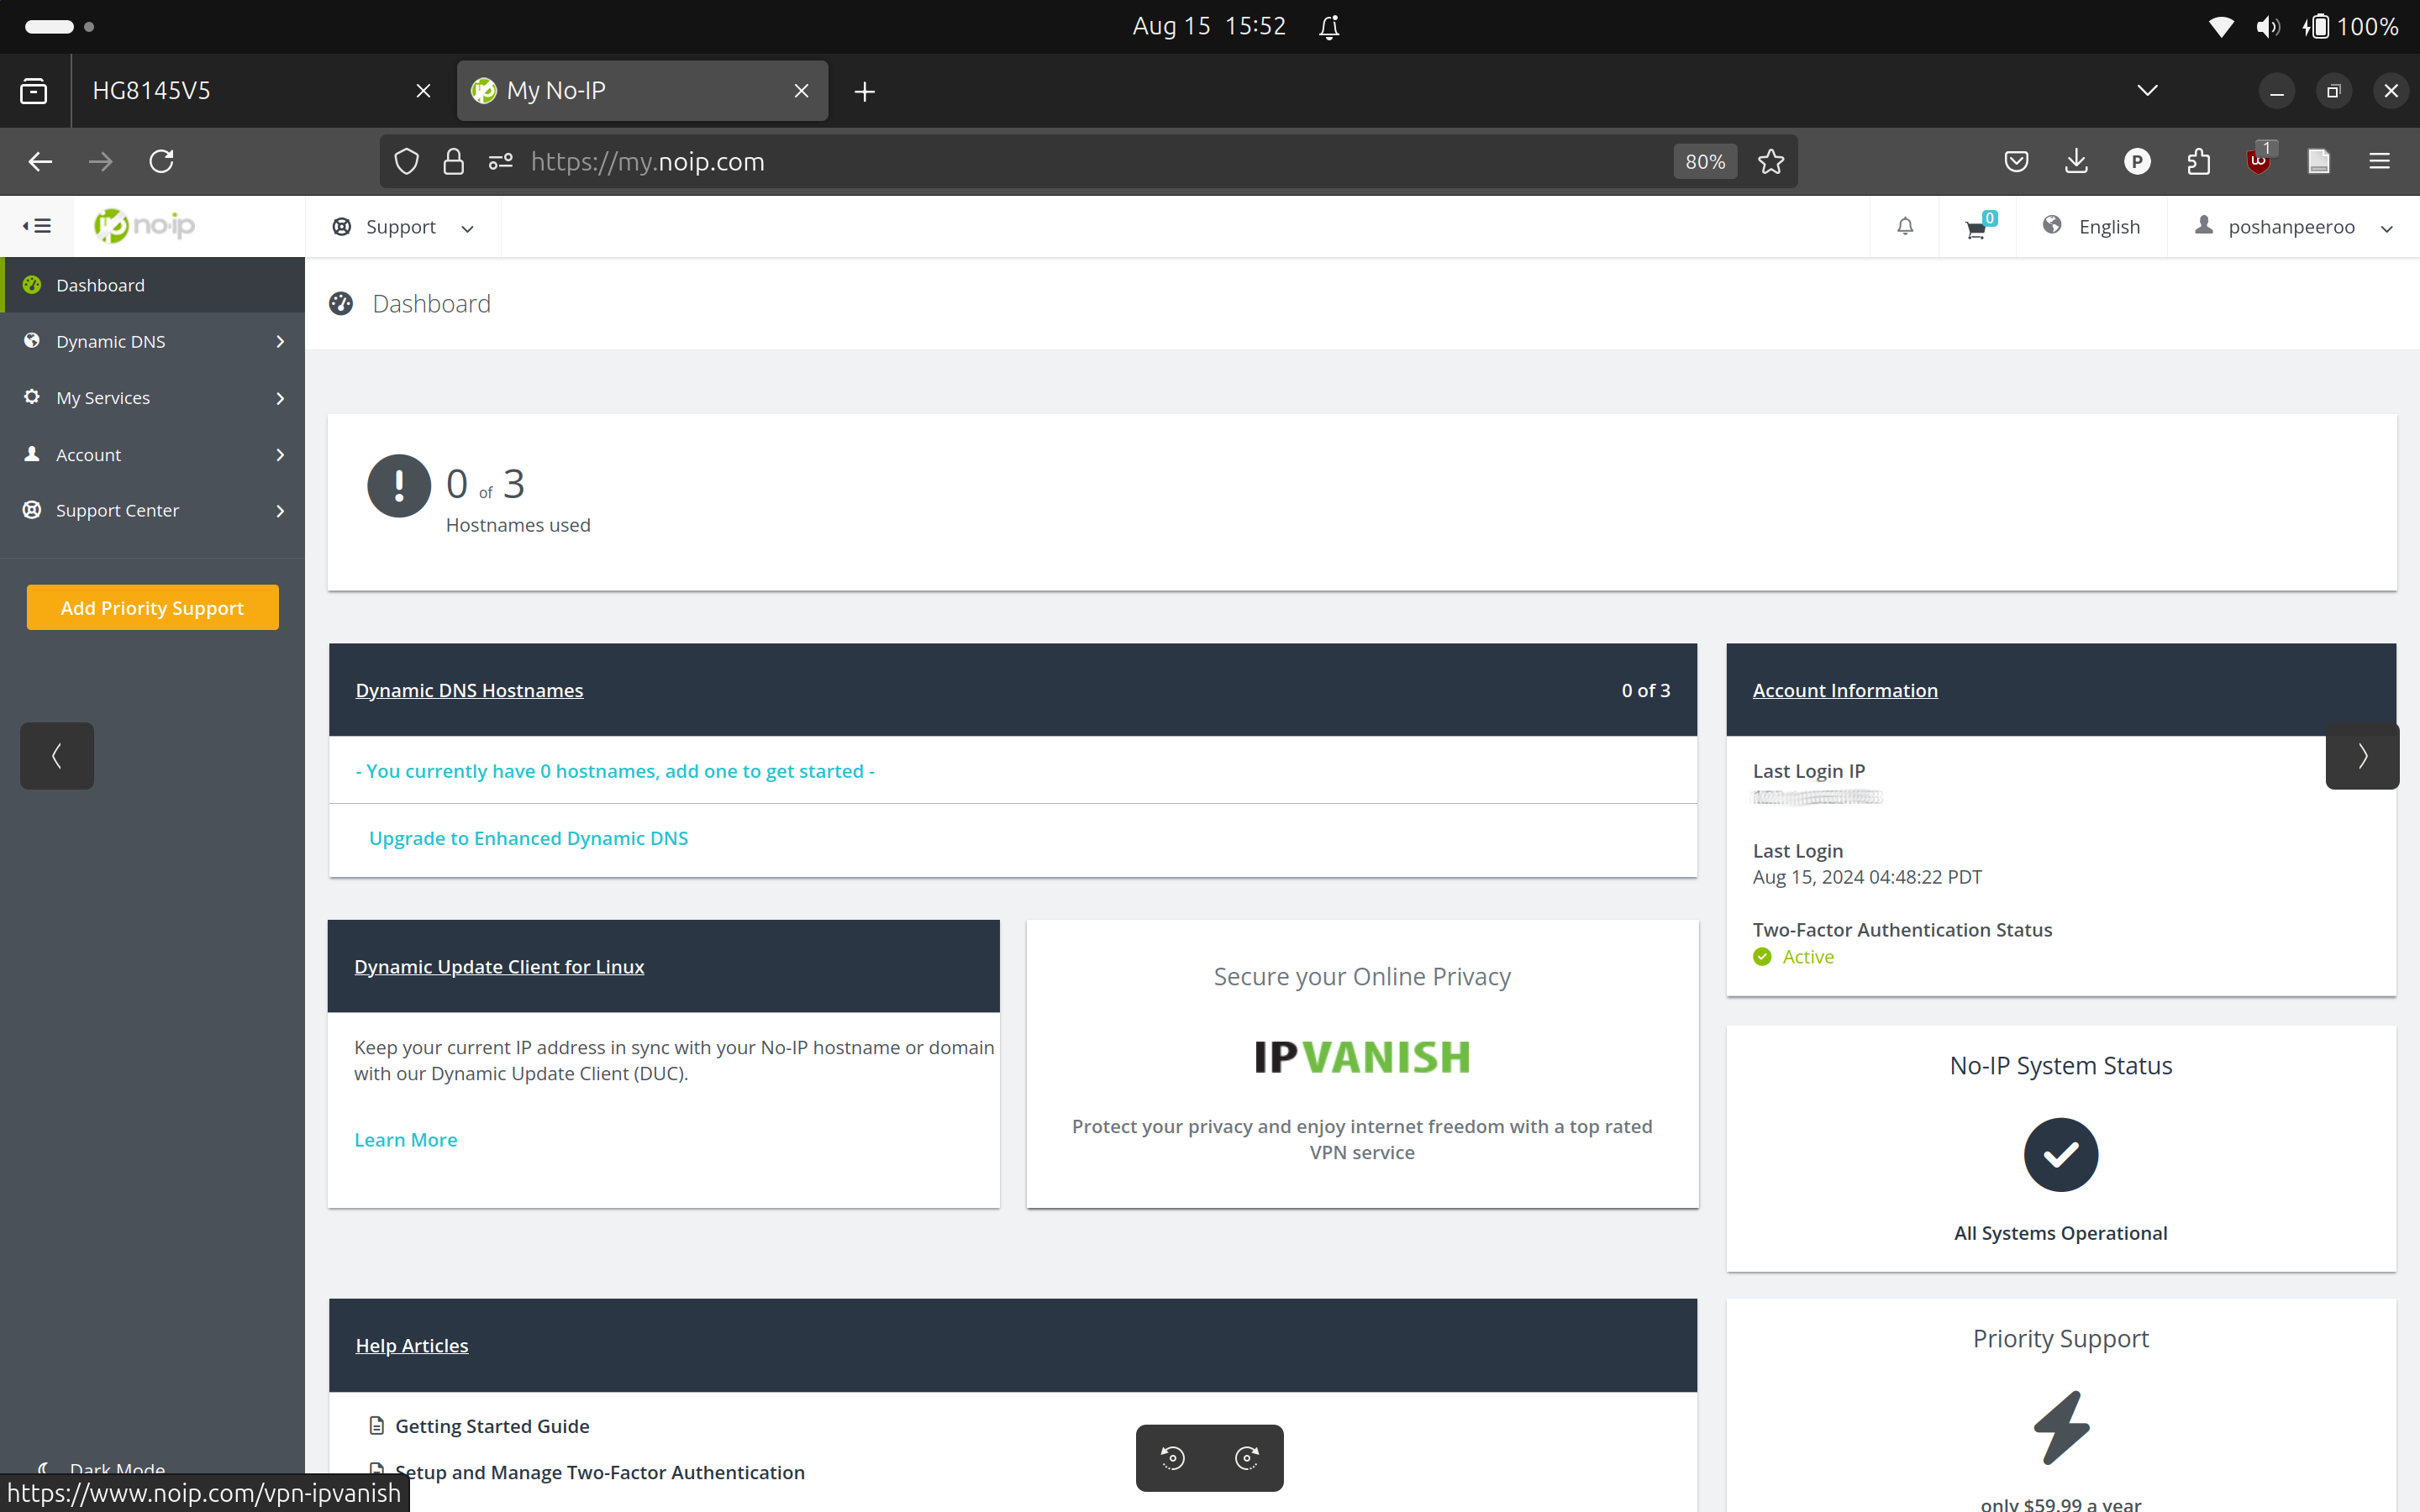 Aug 15 15:52
100%
HG8145V5
My No-IP
https://my.noip.com
80%
1
no-ip
Support
0
English
poshanpeeroo
Dashboard
Dynamic DNS
My Services
Account
Support Center
Add Priority Support
Dark Mode
Dashboard
0 of 3
Hostnames used
Dynamic DNS Hostnames
0 of 3
- You currently have 0 hostnames, add one to get started -
Upgrade to Enhanced Dynamic DNS
Account Information
Last Login IP
Last Login
Aug 15, 2024 04:48:22 PDT
Two-Factor Authentication Status
Active
Dynamic Update Client for Linux
Keep your current IP address in sync with your No-IP hostname or domain
with our Dynamic Update Client (DUC).
Learn More
Secure your Online Privacy
IPVANISH
Protect your privacy and enjoy internet freedom with a top rated
VPN service
No-IP System Status
All Systems Operational
Help Articles
Getting Started Guide
Setup and Manage Two-Factor Authentication
Priority Support
only $59.99 a year
https://www.noip.com/vpn-ipvanish